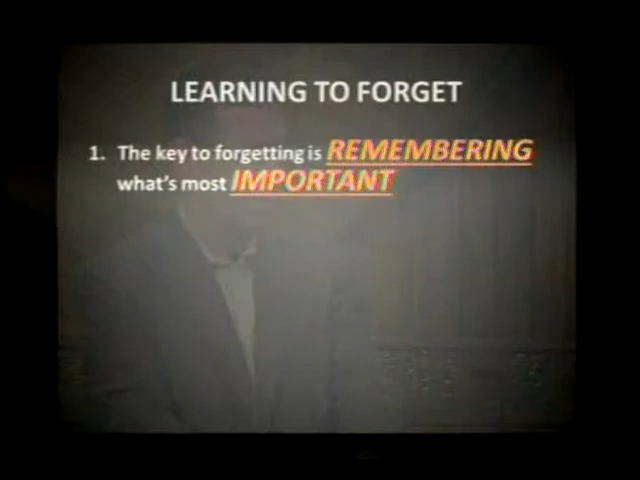 LEARNING TO FORGET
1. The key to forgetting is REMEMBERING
what's most IMPORTANT